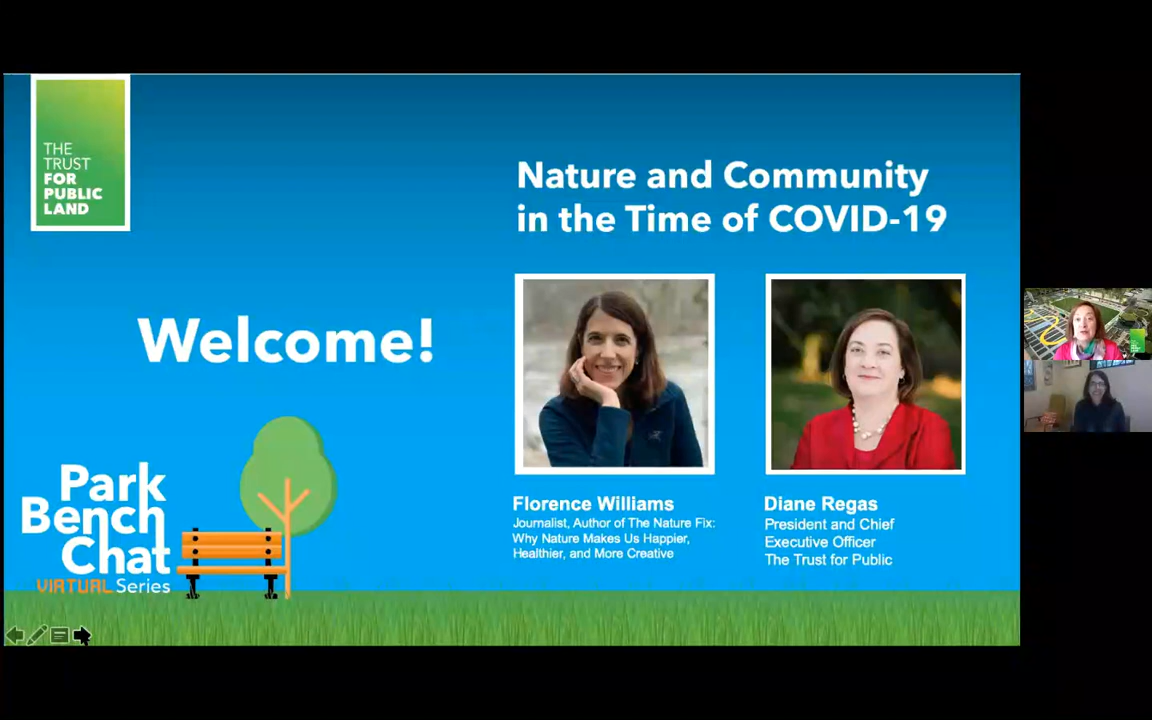 THE
TRUST
FOR
PUBLIC
LAND
Nature and Community
in the Time of COVID-19
Welcome!
Florence Williams
Journalist, Author of The Nature Fix:
Why Nature Makes Us Happier,
Healthier, and More Creative
Diane Regas
President and Chief
Executive Officer
The Trust for Public
Park
Bench
Chat
VIRTUAL Series